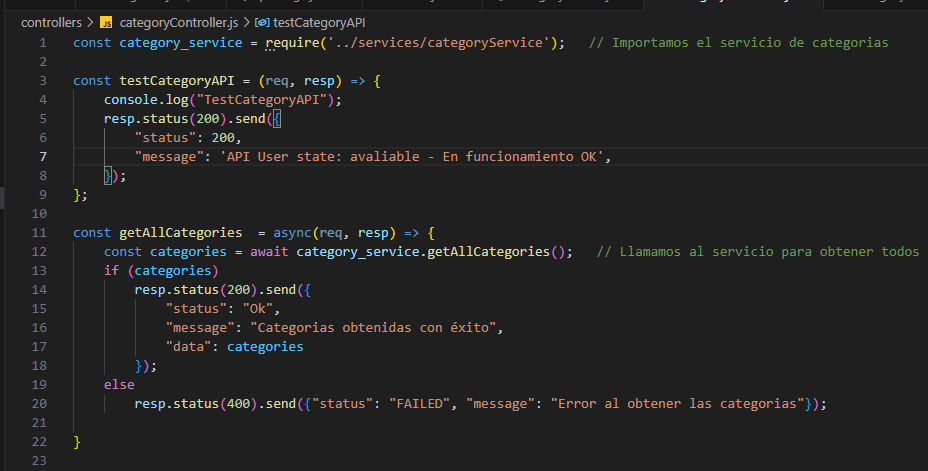 controllers > JS categoryController.js > testCategoryAPI
1 const category_service = require('../services/categoryService');   // Importamos el servicio de categorias
2
3 const testCategoryAPI = (req, resp) => {
4     console.log("TestCategoryAPI");
5     resp.status(200).send({
6         "status": 200,
7         "message": 'API User state: avaliable - En funcionamiento OK',
8     });
9 };
10
11 const getAllCategories  = async(req, resp) => {
12     const categories = await category_service.getAllCategories();   // Llamamos al servicio para obtener todos
13     if (categories)
14         resp.status(200).send({
15             "status": "Ok",
16             "message": "Categorias obtenidas con éxito",
17             "data": categories
18         });
19     else
20         resp.status(400).send({"status": "FAILED", "message": "Error al obtener las categorias"});
21
22 }
23